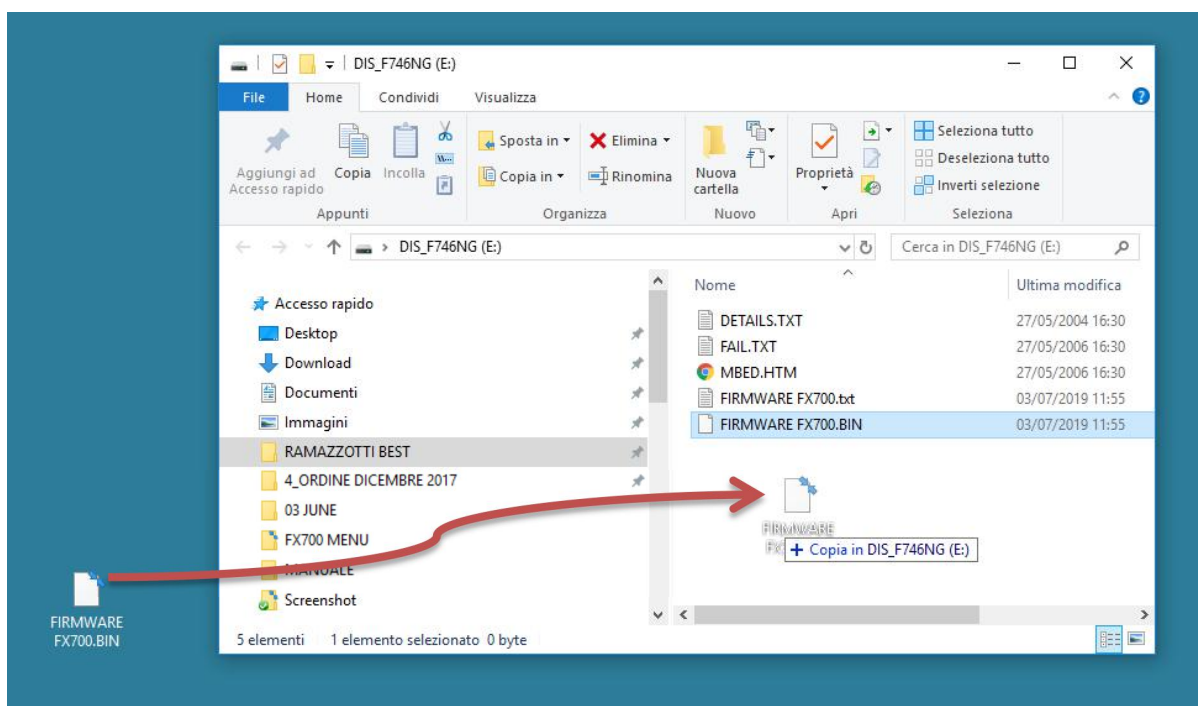 DIS_F746NG (E:)
File Home Condividi Visualizza
Aggiungi ad
Accesso rapido
Copia
Incolla
Sposta in
Copia in
Elimina
Rinomina
Nuova
cartella
Proprietà
Seleziona tutto
Deseleziona tutto
Inverti selezione
Appunti Organizza Nuovo Apri Seleziona
DIS_F746NG (E:)
Cerca in DIS_F746NG (E:)
Accesso rapido
Desktop
Download
Documenti
Immagini
RAMAZZOTTI BEST
4_ORDINE DICEMBRE 2017
03 JUNE
FX700 MENU
MANUALE
Screenshot
Nome Ultima modifica
DETAILS.TXT 27/05/2004 16:30
FAIL.TXT 27/05/2006 16:30
MBED.HTM 27/05/2006 16:30
FIRMWARE FX700.txt 03/07/2019 11:55
FIRMWARE FX700.BIN 03/07/2019 11:55
FIRMWARE
+ Copia in DIS_F746NG (E:)
5 elementi 1 elemento selezionato 0 byte
FIRMWARE
FX700.BIN